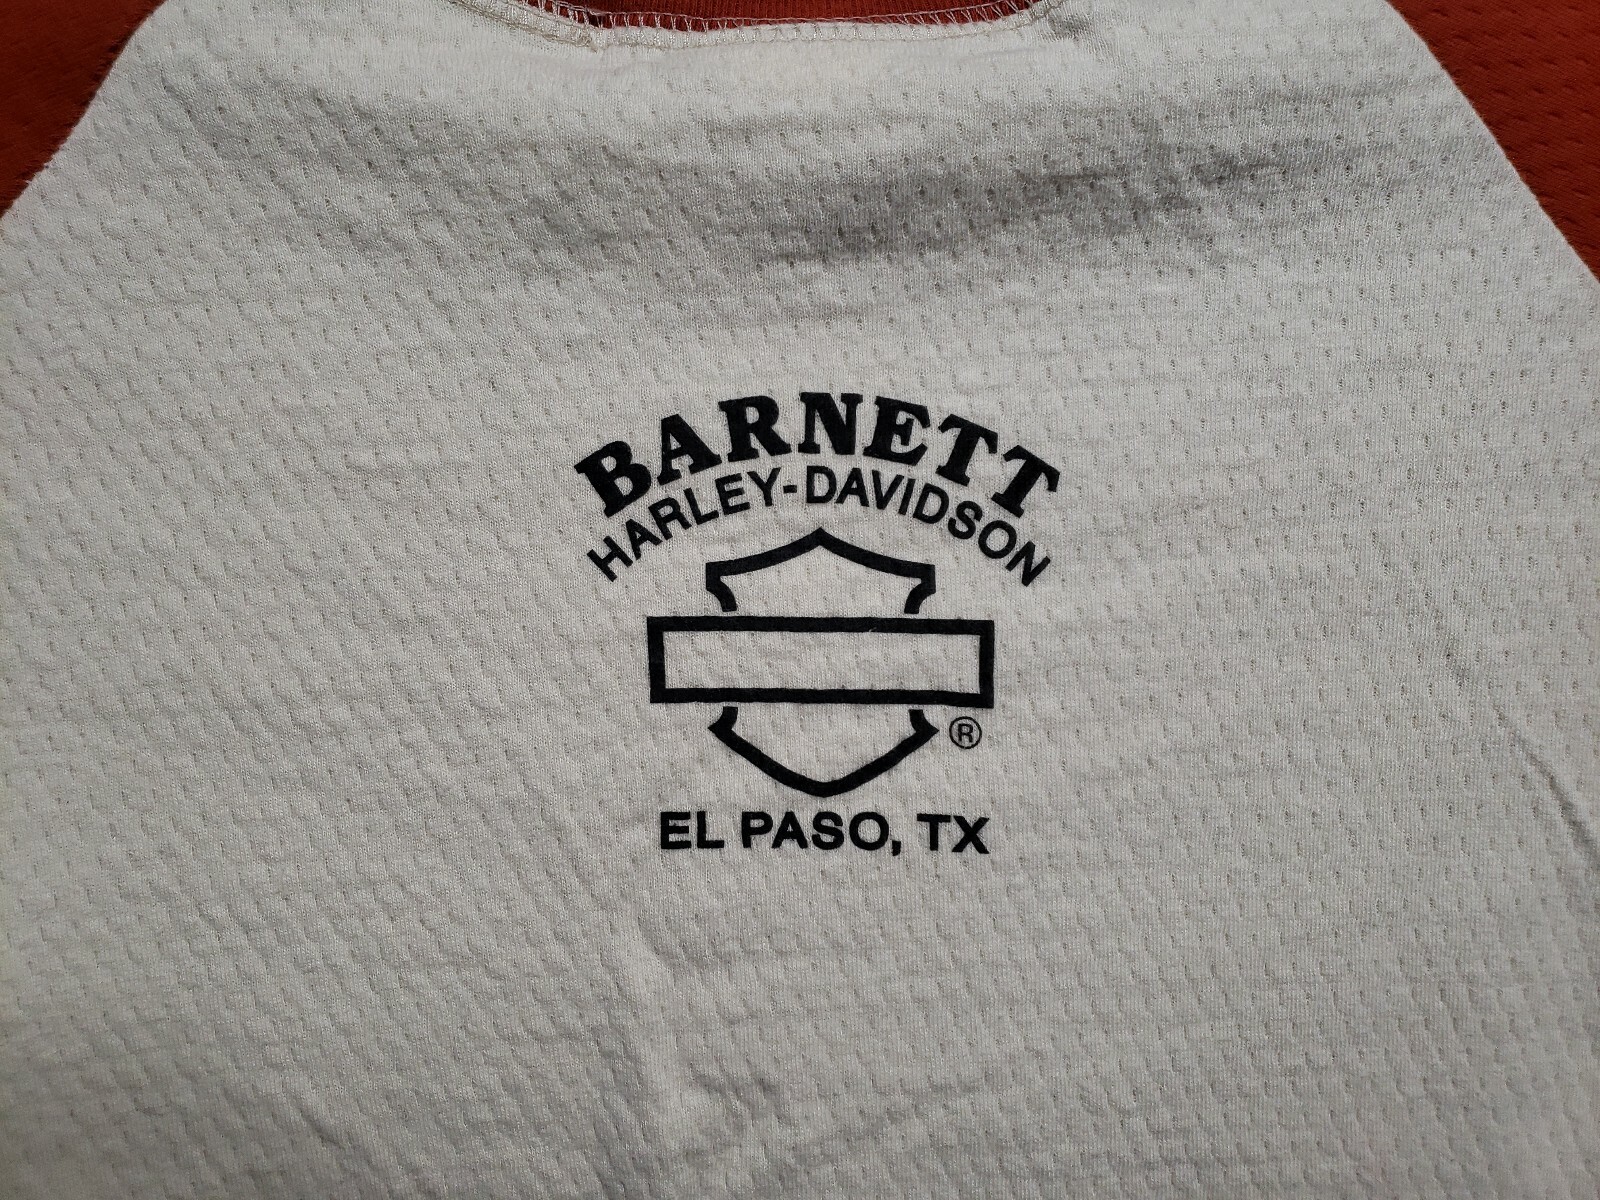 BARNETT
HARLEY-DAVIDSON
®
EL PASO, TX